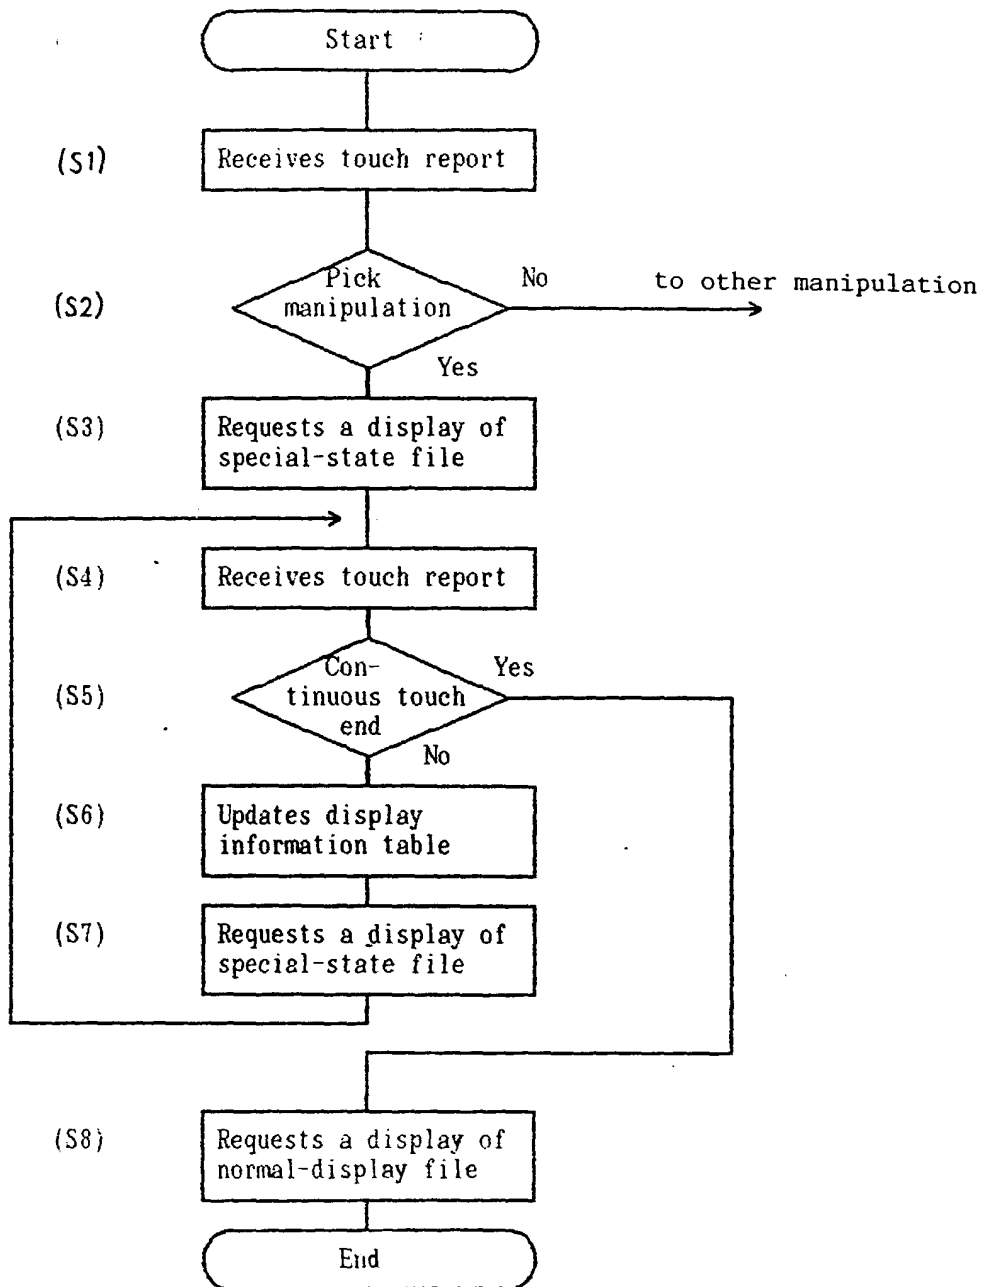 Start
(S1)
Receives touch report
(S2)
Pick
manipulation
No
to other manipulation
Yes
(S3)
Requests a display of
special-state file
(S4)
Receives touch report
(S5)
Con-
tinuous touch
end
Yes
No
(S6)
Updates display
information table
(S7)
Requests a display of
special-state file
(S8)
Requests a display of
normal-display file
End